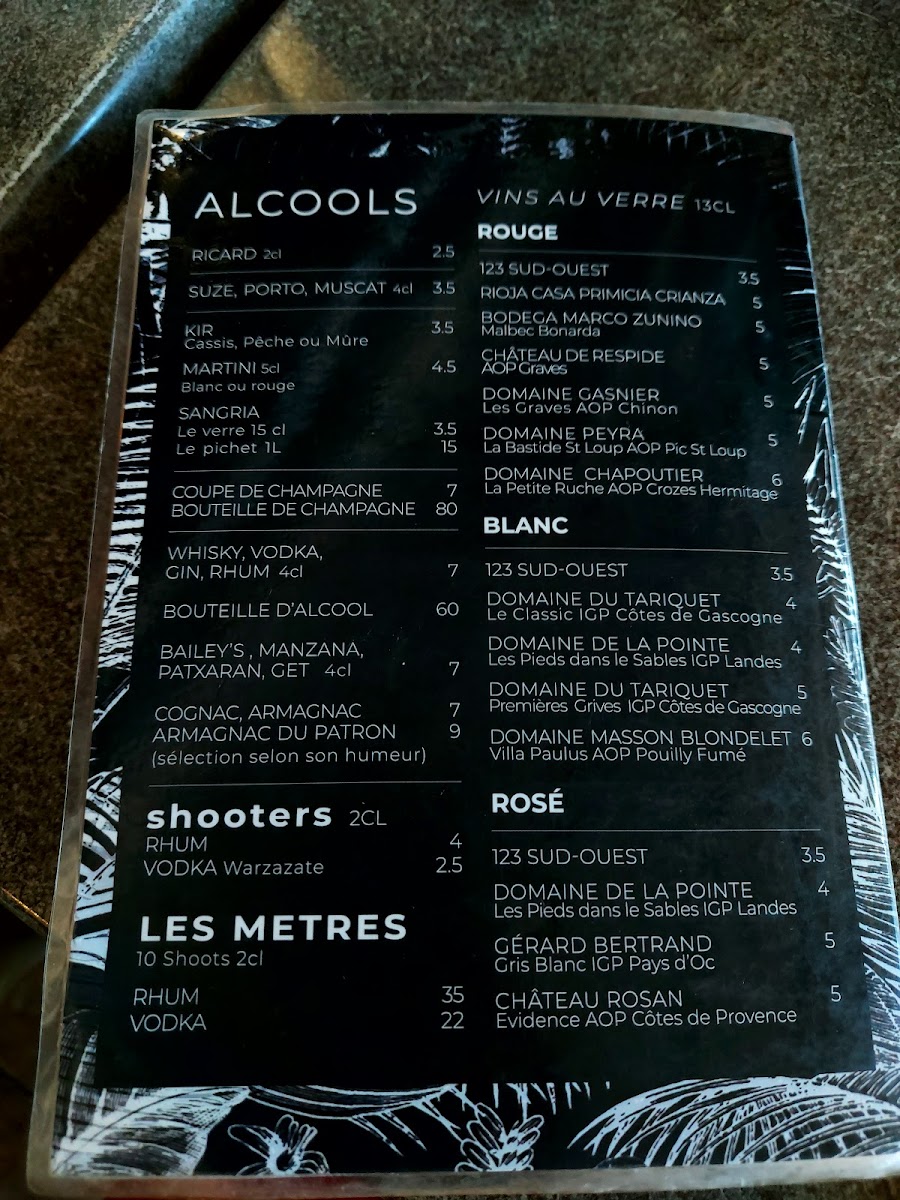 ALCOOLS
RICARD 2cl 2.5
SUZE, PORTO, MUSCAT 4cl 3.5
KIR 3.5
Cassis, Pêche ou Mûre
MARTINI 5cl 4.5
Blanc ou rouge
SANGRIA
Le verre 15 cl 3.5
Le pichet 1L 15
COUPE DE CHAMPAGNE 7
BOUTEILLE DE CHAMPAGNE 80
WHISKY, VODKA,
GIN, RHUM 4cl 7
BOUTEILLE D'ALCOOL 60
BAILEY'S , MANZANA,
PATXARAN, GET 4cl 7
COGNAC, ARMAGNAC 7
ARMAGNAC DU PATRON 9
(sélection selon son humeur)
shooters 2CL
RHUM 4
VODKA Warzazate 2.5
LES METRES
10 Shoots 2cl
RHUM 35
VODKA 22
VINS AU VERRE 13CL
ROUGE
123 SUD-OUEST 3.5
RIOJA CASA PRIMICIA CRIANZA 5
BODEGA MARCO ZUNINO 5
Malbec Bonarda
CHÂTEAU DE RESPIDE 5
AOP Graves
DOMAINE GASNIER 5
Les Graves AOP Chinon
DOMAINE PEYRA 5
La Bastide St Loup AOP Pic St Loup
DOMAINE CHAPOUTIER 6
La Petite Ruche AOP Crozes Hermitage
BLANC
123 SUD-OUEST 3.5
DOMAINE DU TARIQUET 4
Le Classic IGP Côtes de Gascogne
DOMAINE DE LA POINTE 4
Les Pieds dans le Sables IGP Landes
DOMAINE DU TARIQUET 5
Premières Grives IGP Côtes de Gascogne
DOMAINE MASSON BLONDELET 6
Villa Paulus AOP Pouilly Fumé
ROSÉ
123 SUD-OUEST 3.5
DOMAINE DE LA POINTE 4
Les Pieds dans le Sables IGP Landes
GÉRARD BERTRAND 5
Gris Blanc IGP Pays d'Oc
CHÂTEAU ROSAN 5
Evidence AOP Côtes de Provence